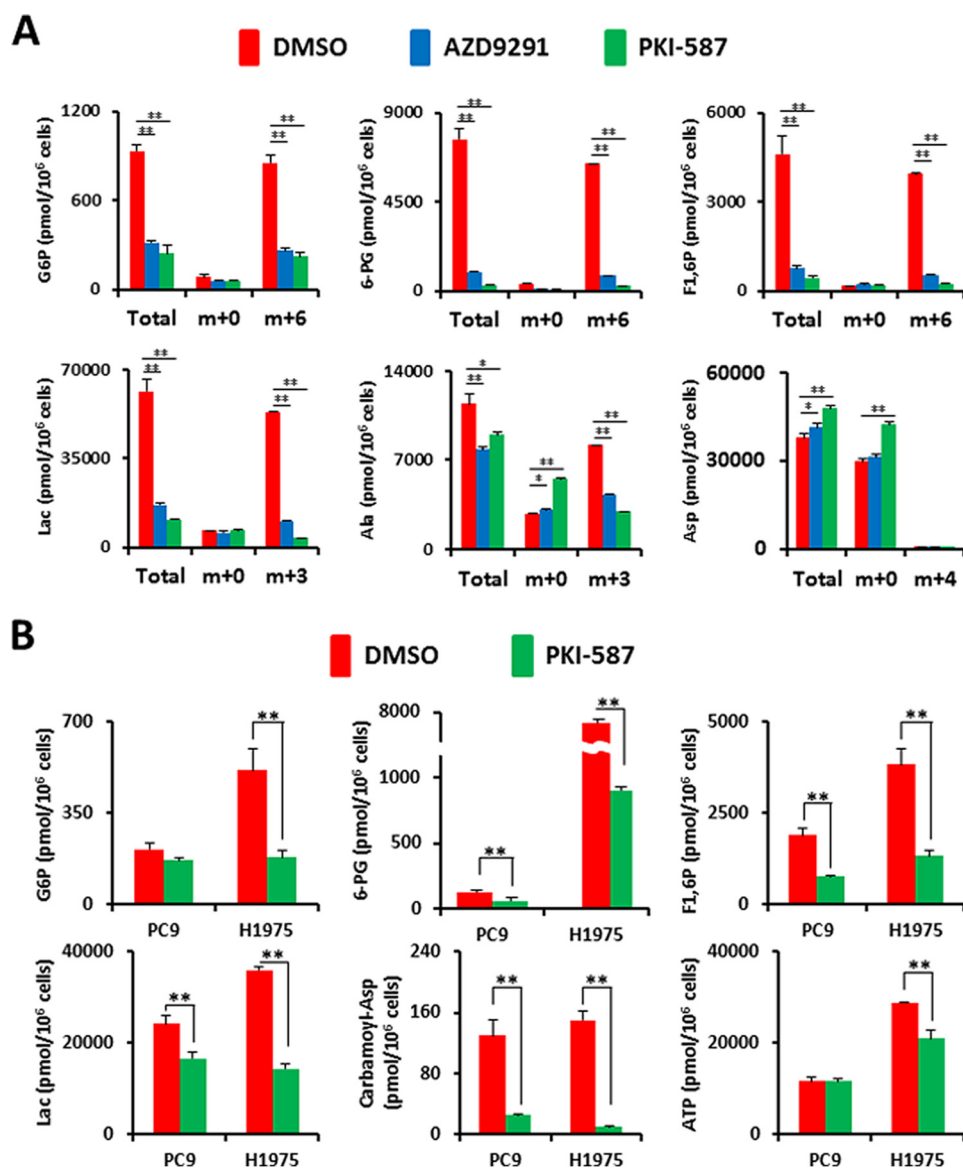 A
DMSO AZD9291 PKI-587
G6P (pmol/10⁶ cells)
1200
600
0
** ** ** **
Total m+0 m+6
6-PG (pmol/10⁶ cells)
9000
4500
0
** ** ** **
Total m+0 m+6
F1,6P (pmol/10⁶ cells)
6000
3000
0
** ** ** **
Total m+0 m+6
Lac (pmol/10⁶ cells)
70000
35000
0
** ** ** **
Total m+0 m+3
Ala (pmol/10⁶ cells)
14000
7000
0
* ** ** * ** **
Total m+0 m+3
Asp (pmol/10⁶ cells)
60000
30000
0
** * **
Total m+0 m+4
B
DMSO PKI-587
G6P (pmol/10⁶ cells)
700
350
0
**
PC9 H1975
6-PG (pmol/10⁶ cells)
8000
1000
500
0
** **
PC9 H1975
F1,6P (pmol/10⁶ cells)
5000
2500
0
** **
PC9 H1975
Lac (pmol/10⁶ cells)
40000
20000
0
** **
PC9 H1975
Carbamoyl-Asp
(pmol/10⁶ cells)
240
160
80
0
** **
PC9 H1975
ATP (pmol/10⁶ cells)
40000
20000
0
**
PC9 H1975